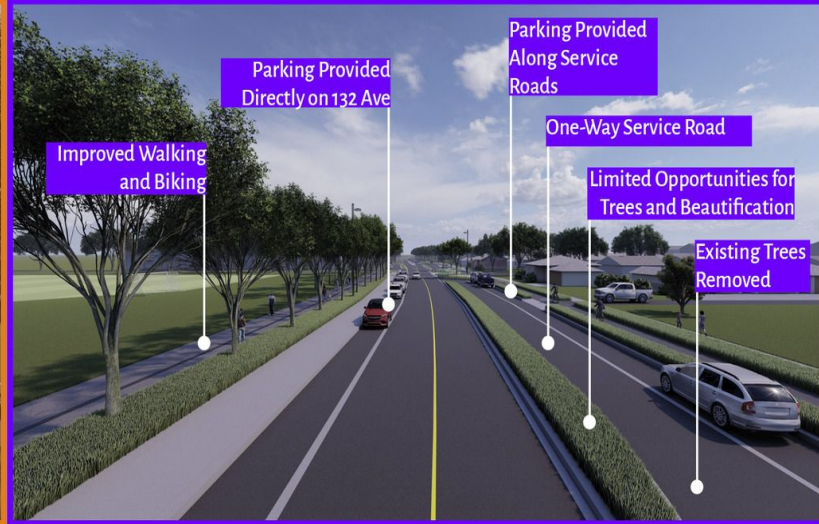 Parking Provided
Along Service
Roads
Parking Provided
Directly on 132 Ave
One-Way Service Road
Improved Walking
and Biking
Limited Opportunities for
Trees and Beautification
Existing Trees
Removed